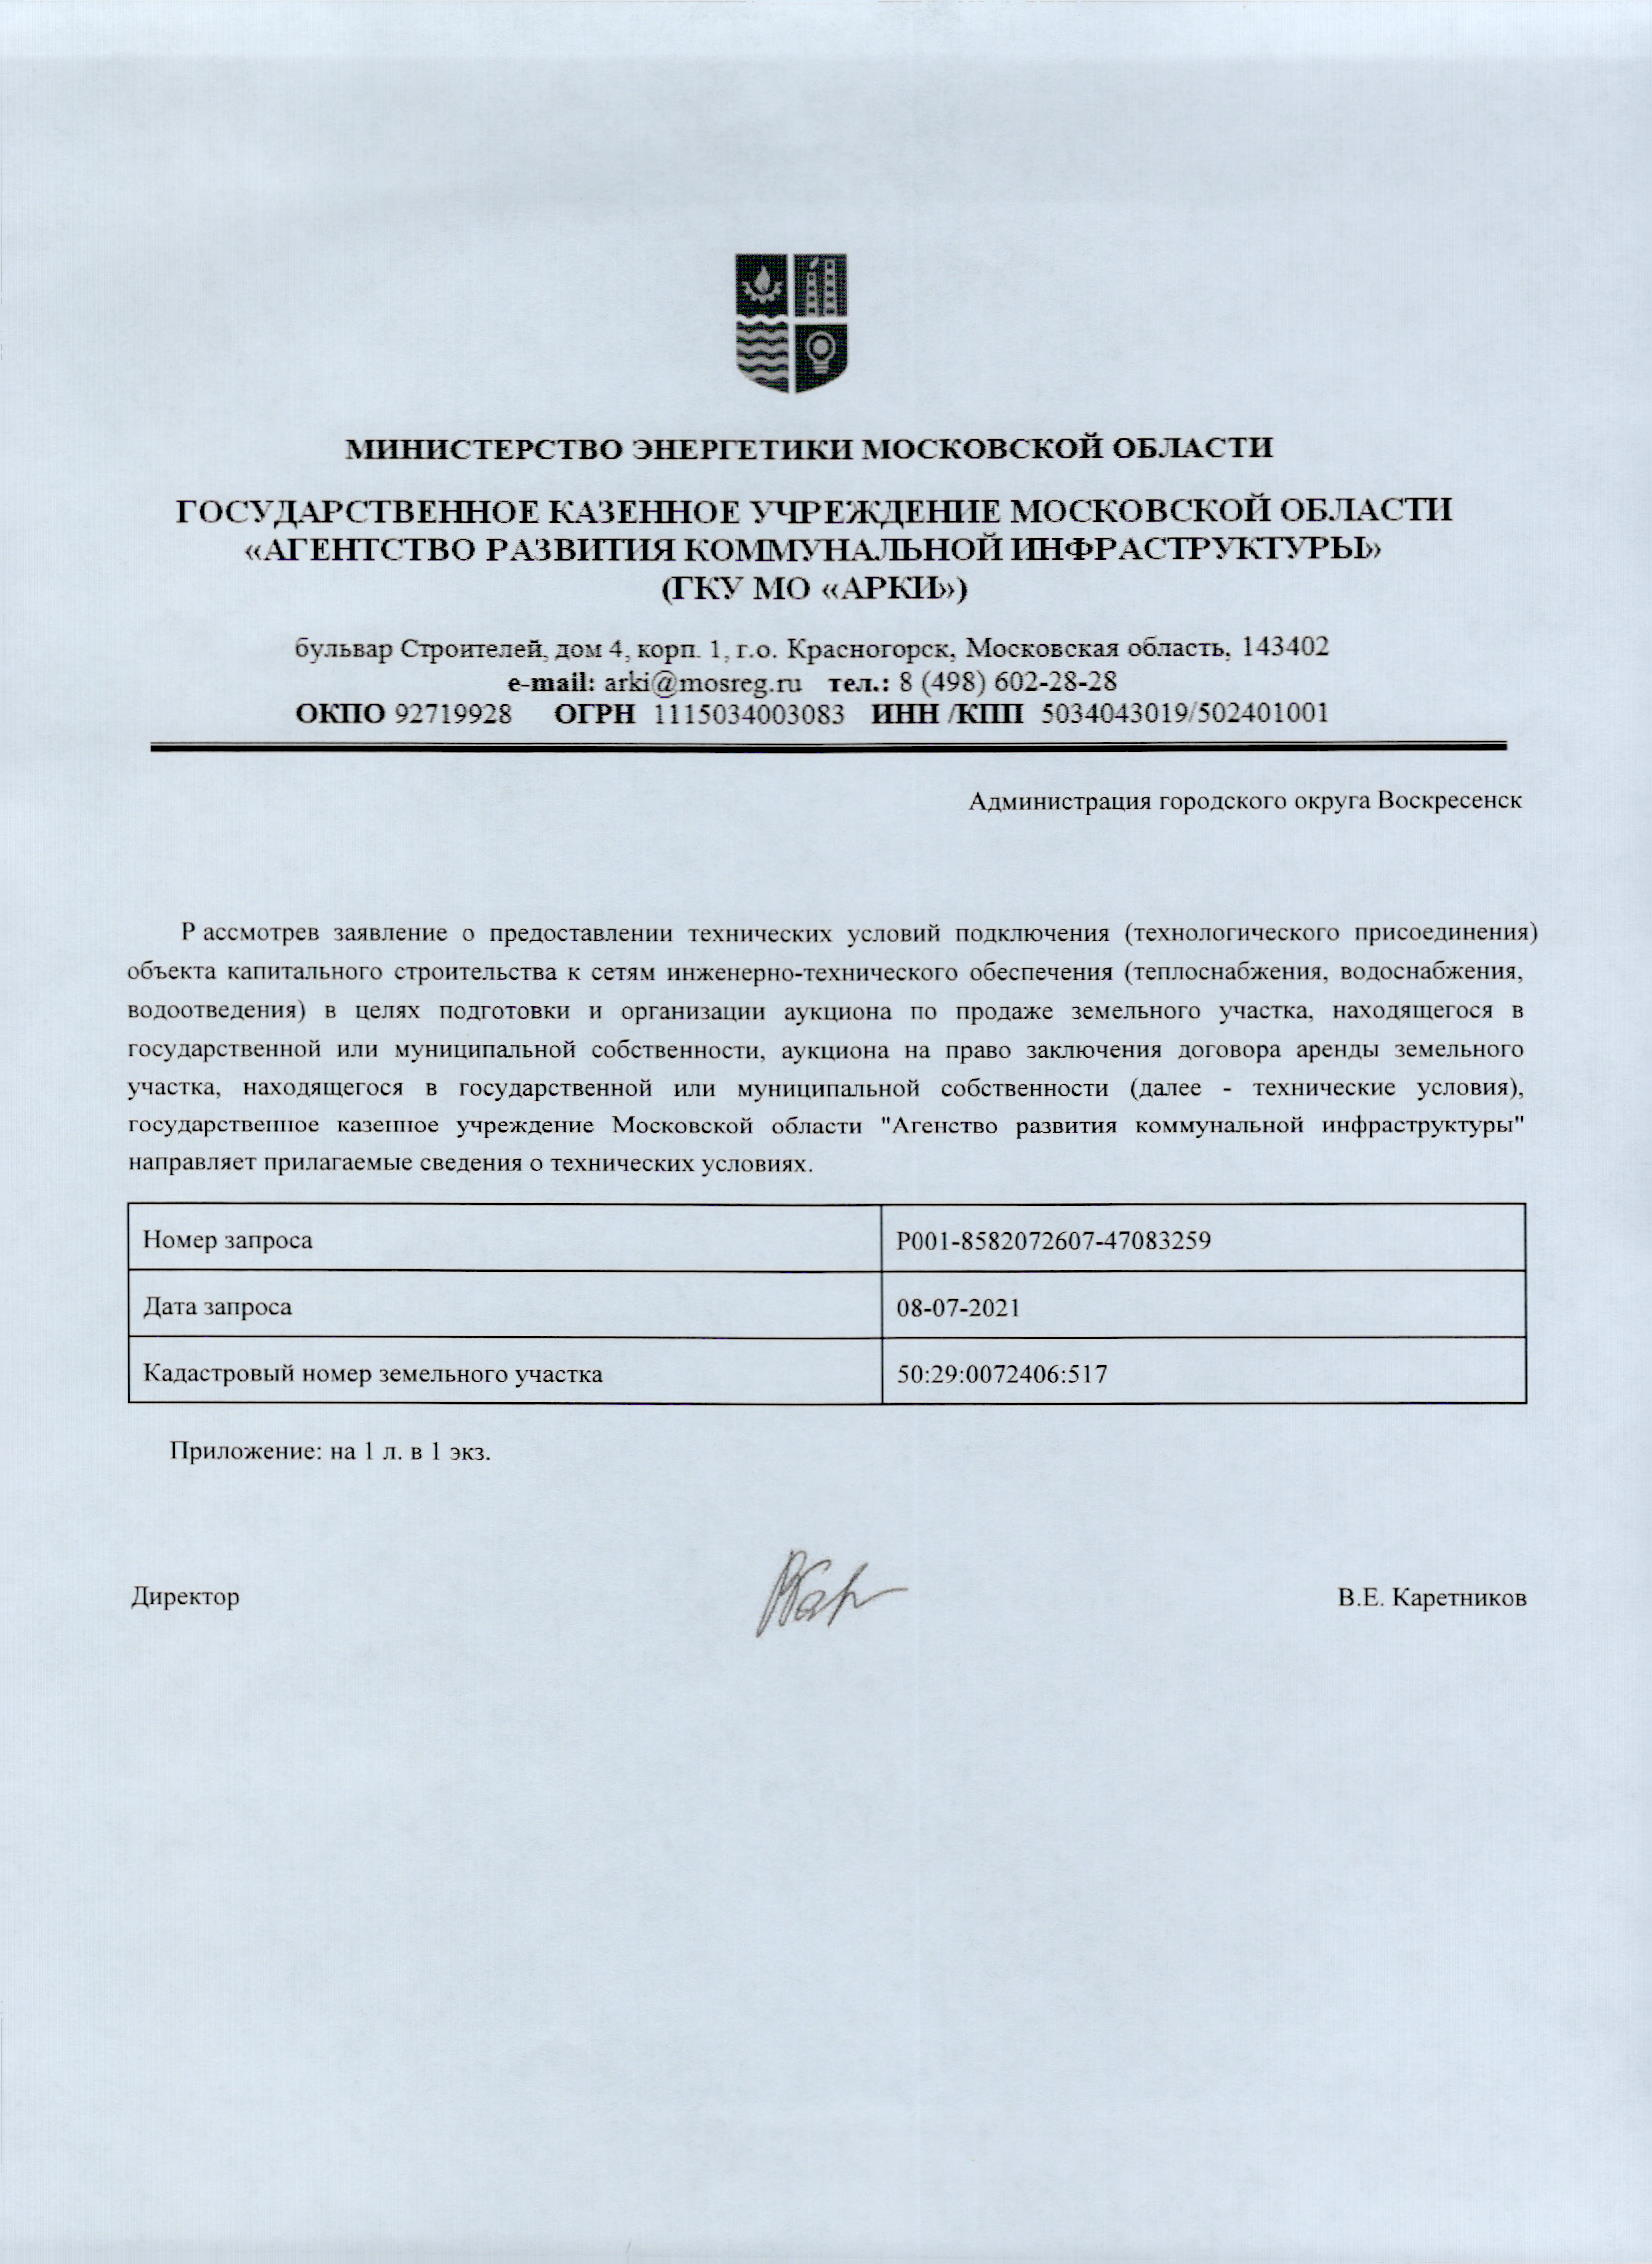 МИНИСТЕРСТВО ЭНЕРГЕТИКИ МОСКОВСКОЙ ОБЛАСТИ
ГОСУДАРСТВЕННОЕ КАЗЕННОЕ УЧРЕЖДЕНИЕ МОСКОВСКОЙ ОБЛАСТИ
«АГЕНТСТВО РАЗВИТИЯ КОММУНАЛЬНОЙ ИНФРАСТРУКТУРЫ»
(ГКУ МО «АРКИ»)
бульвар Строителей, дом 4, корп. 1, г.о. Красногорск, Московская область, 143402
e-mail: arki@mosreg.ru тел.: 8 (498) 602-28-28
ОКПО 92719928 ОГРН 1115034003083 ИНН /КПП 5034043019/502401001
Администрация городского округа Воскресенск
Р ассмотрев заявление о предоставлении технических условий подключения (технологического присоединения)
объекта капитального строительства к сетям инженерно-технического обеспечения (теплоснабжения, водоснабжения,
водоотведения) в целях подготовки и организации аукциона по продаже земельного участка, находящегося в
государственной или муниципальной собственности, аукциона на право заключения договора аренды земельного
участка, находящегося в государственной или муниципальной собственности (далее - технические условия),
государственное казенное учреждение Московской области "Агенство развития коммунальной инфраструктуры"
направляет прилагаемые сведения о технических условиях.
Номер запроса P001-8582072607-47083259
Дата запроса 08-07-2021
Кадастровый номер земельного участка 50:29:0072406:517
Приложение: на 1 л. в 1 экз.
Директор В.Е. Каретников